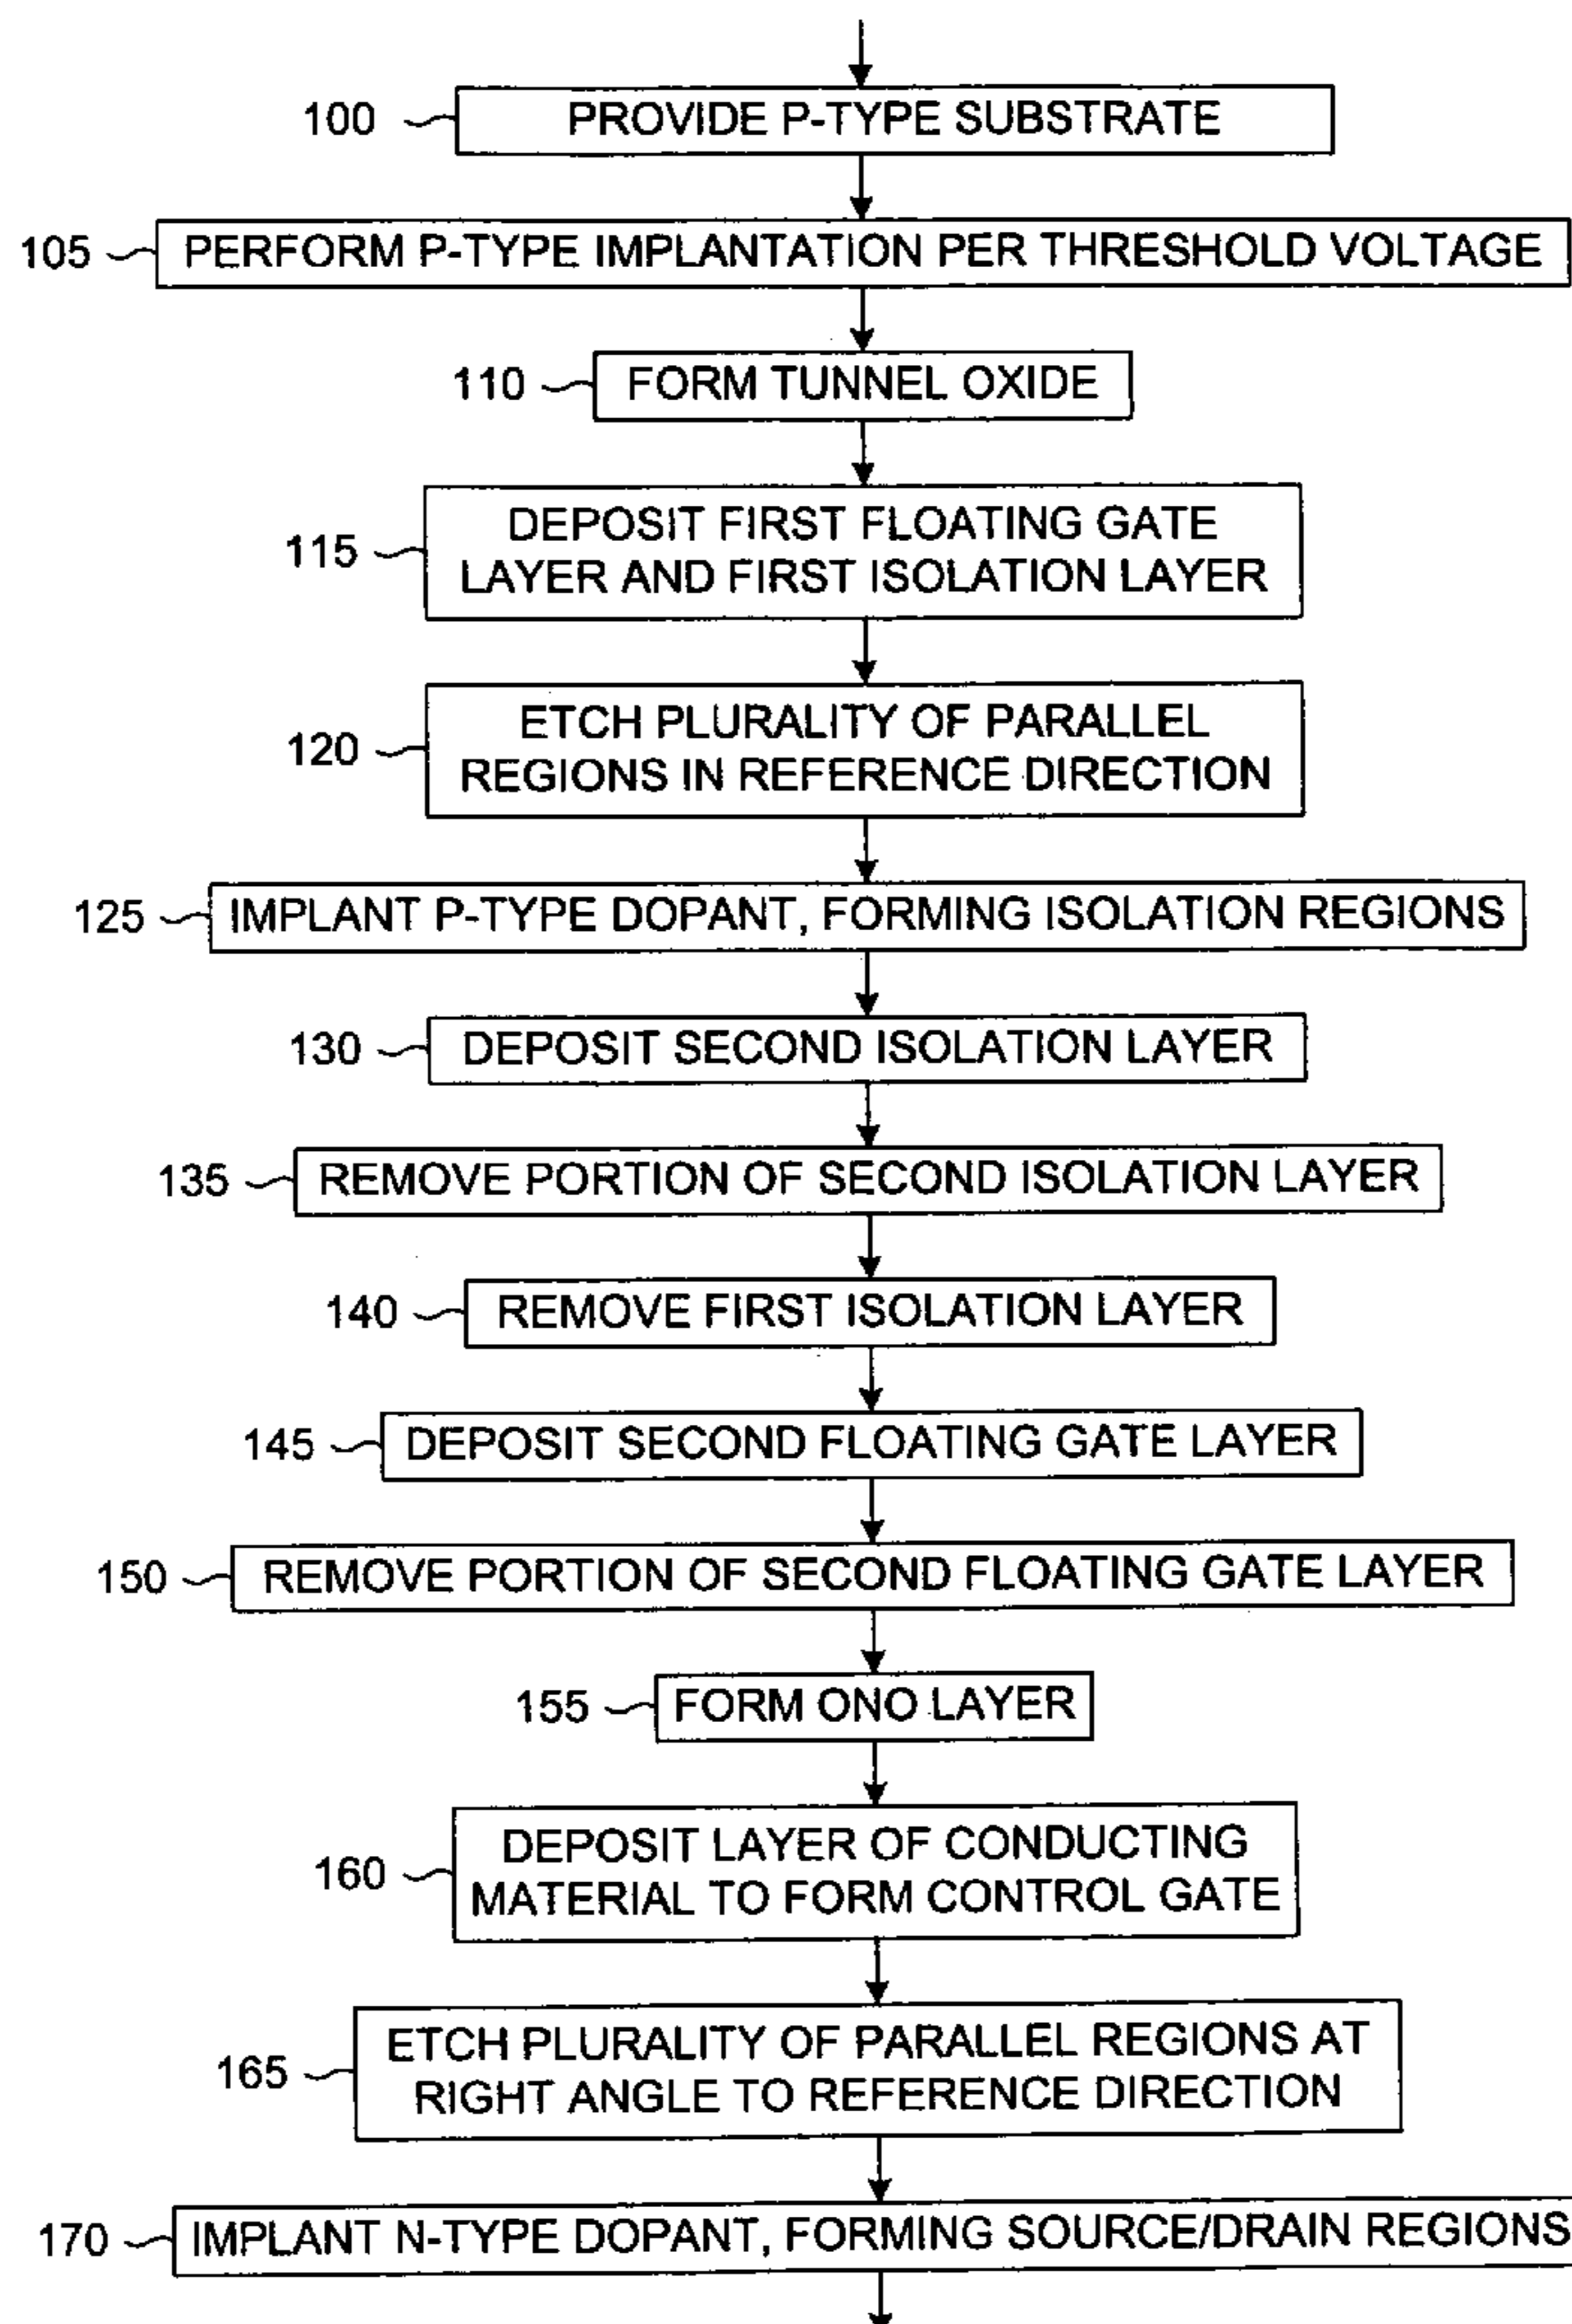 100 PROVIDE P-TYPE SUBSTRATE
105 PERFORM P-TYPE IMPLANTATION PER THRESHOLD VOLTAGE
110 FORM TUNNEL OXIDE
DEPOSIT FIRST FLOATING GATE
115 LAYER AND FIRST ISOLATION LAYER
ETCH PLURALITY OF PARALLEL
120 REGIONS IN REFERENCE DIRECTION
125 IMPLANT P-TYPE DOPANT, FORMING ISOLATION REGIONS
130 DEPOSIT SECOND ISOLATION LAYER
135 REMOVE PORTION OF SECOND ISOLATION LAYER
140 REMOVE FIRST ISOLATION LAYER
145 DEPOSIT SECOND FLOATING GATE LAYER
150 REMOVE PORTION OF SECOND FLOATING GATE LAYER
155 FORM ONO LAYER
DEPOSIT LAYER OF CONDUCTING
160 MATERIAL TO FORM CONTROL GATE
ETCH PLURALITY OF PARALLEL REGIONS AT
165 RIGHT ANGLE TO REFERENCE DIRECTION
170 IMPLANT N-TYPE DOPANT, FORMING SOURCE/DRAIN REGIONS